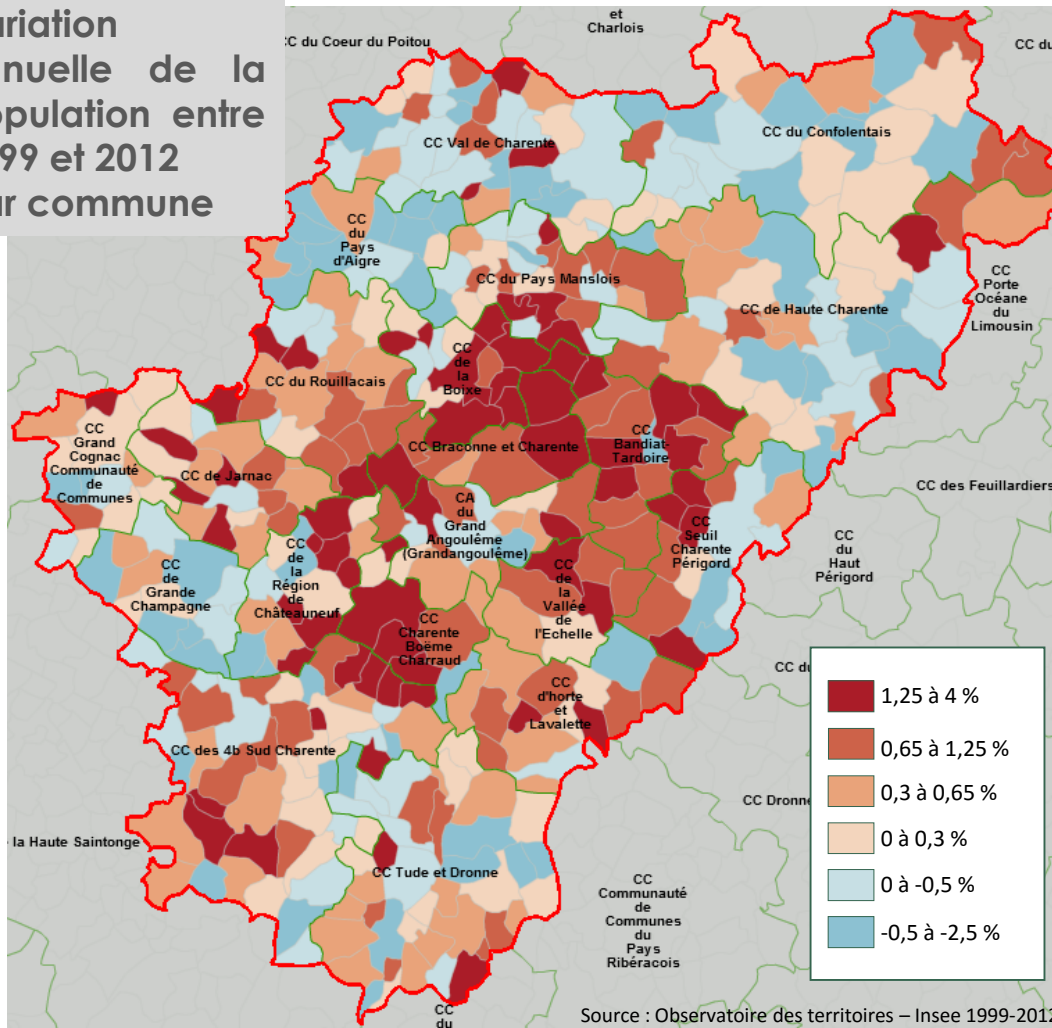 ariation
nuelle de la
opulation entre
99 et 2012
ar commune
et
Charlois
CC du Coeur du Poitou
CC du
CC Val de Charente
CC du Confolentais
CC
du
Pays
d'Aigre
CC du Pays Manslois
CC
Porte
Océane
du
Limousin
CC de Haute Charente
CC
de
la
Boixe
CC du Rouillacais
CC
Grand
Cognac
Communauté
de
Communes
CC Braconne et Charente
CC
Bandiat-
Tardoire
CC de Jarnac
CC des Feuillardiers
CA
du
Grand
Angoulême
(Grandangoulême)
CC
Seuil
Charente
Périgord
CC
du
Haut
Périgord
CC
de
la
Région
de
Châteauneuf
CC
de
Grande
Champagne
CC
de la
Vallée
de
l'Echelle
CC
Charente
Boëme
Charraud
CC du
CC
d'horte
et
Lavalette
CC des 4b Sud Charente
CC Dronne
la Haute Saintonge
CC Tude et Dronne
CC
Communauté
de
Communes
du
Pays
Ribéracois
CC
du
1,25 à 4 %
0,65 à 1,25 %
0,3 à 0,65 %
0 à 0,3 %
0 à -0,5 %
-0,5 à -2,5 %
Source : Observatoire des territoires – Insee 1999-2012